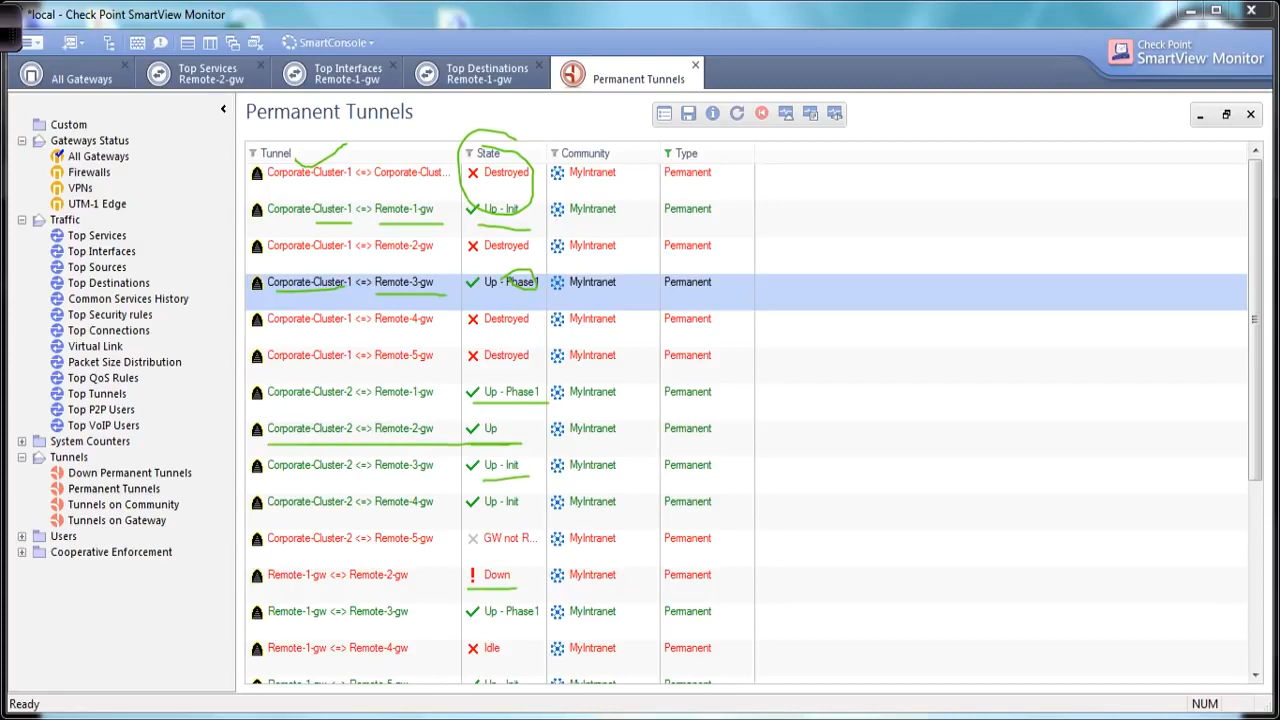 *local - Check Point SmartView Monitor
SmartConsole
Check Point
SmartView Monitor
All Gateways
Top Services
Remote-2-gw
Top Interfaces
Remote-1-gw
Top Destinations
Remote-1-gw
Permanent Tunnels
Custom
Gateways Status
All Gateways
Firewalls
VPNs
UTM-1 Edge
Traffic
Top Services
Top Interfaces
Top Sources
Top Destinations
Common Services History
Top Security rules
Top Connections
Virtual Link
Packet Size Distribution
Top QoS Rules
Top Tunnels
Top P2P Users
Top VoIP Users
System Counters
Tunnels
Down Permanent Tunnels
Permanent Tunnels
Tunnels on Community
Tunnels on Gateway
Users
Cooperative Enforcement
Permanent Tunnels
Tunnel State Community Type
Corporate-Cluster-1 <=> Corporate-Clust... Destroyed MyIntranet Permanent
Corporate-Cluster-1 <=> Remote-1-gw Up - Init MyIntranet Permanent
Corporate-Cluster-1 <=> Remote-2-gw Destroyed MyIntranet Permanent
Corporate-Cluster-1 <=> Remote-3-gw Up - Phase1 MyIntranet Permanent
Corporate-Cluster-1 <=> Remote-4-gw Destroyed MyIntranet Permanent
Corporate-Cluster-1 <=> Remote-5-gw Destroyed MyIntranet Permanent
Corporate-Cluster-2 <=> Remote-1-gw Up - Phase1 MyIntranet Permanent
Corporate-Cluster-2 <=> Remote-2-gw Up MyIntranet Permanent
Corporate-Cluster-2 <=> Remote-3-gw Up - Init MyIntranet Permanent
Corporate-Cluster-2 <=> Remote-4-gw Up - Init MyIntranet Permanent
Corporate-Cluster-2 <=> Remote-5-gw GW not R... MyIntranet Permanent
Remote-1-gw <=> Remote-2-gw Down MyIntranet Permanent
Remote-1-gw <=> Remote-3-gw Up - Phase1 MyIntranet Permanent
Remote-1-gw <=> Remote-4-gw Idle MyIntranet Permanent
Remote-1-gw <=> Remote-5-gw Up - Init MyIntranet Permanent
Ready NUM